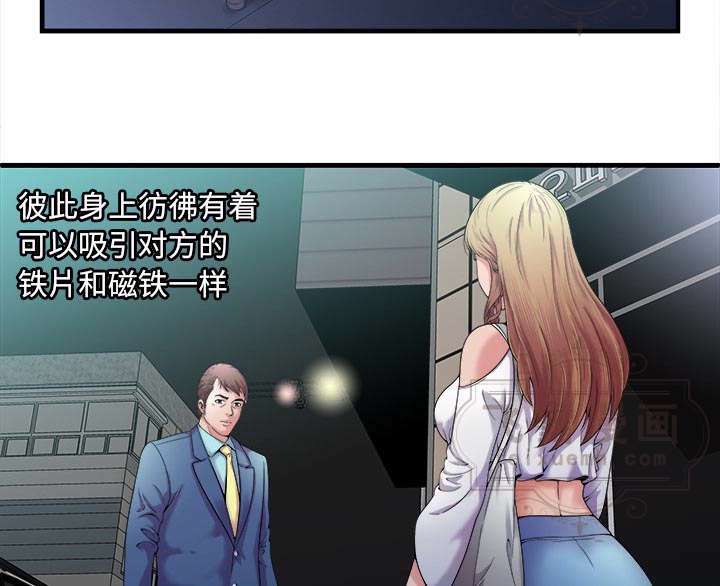 彼此身上彷彿有着
可以吸引对方的
铁片和磁铁一样